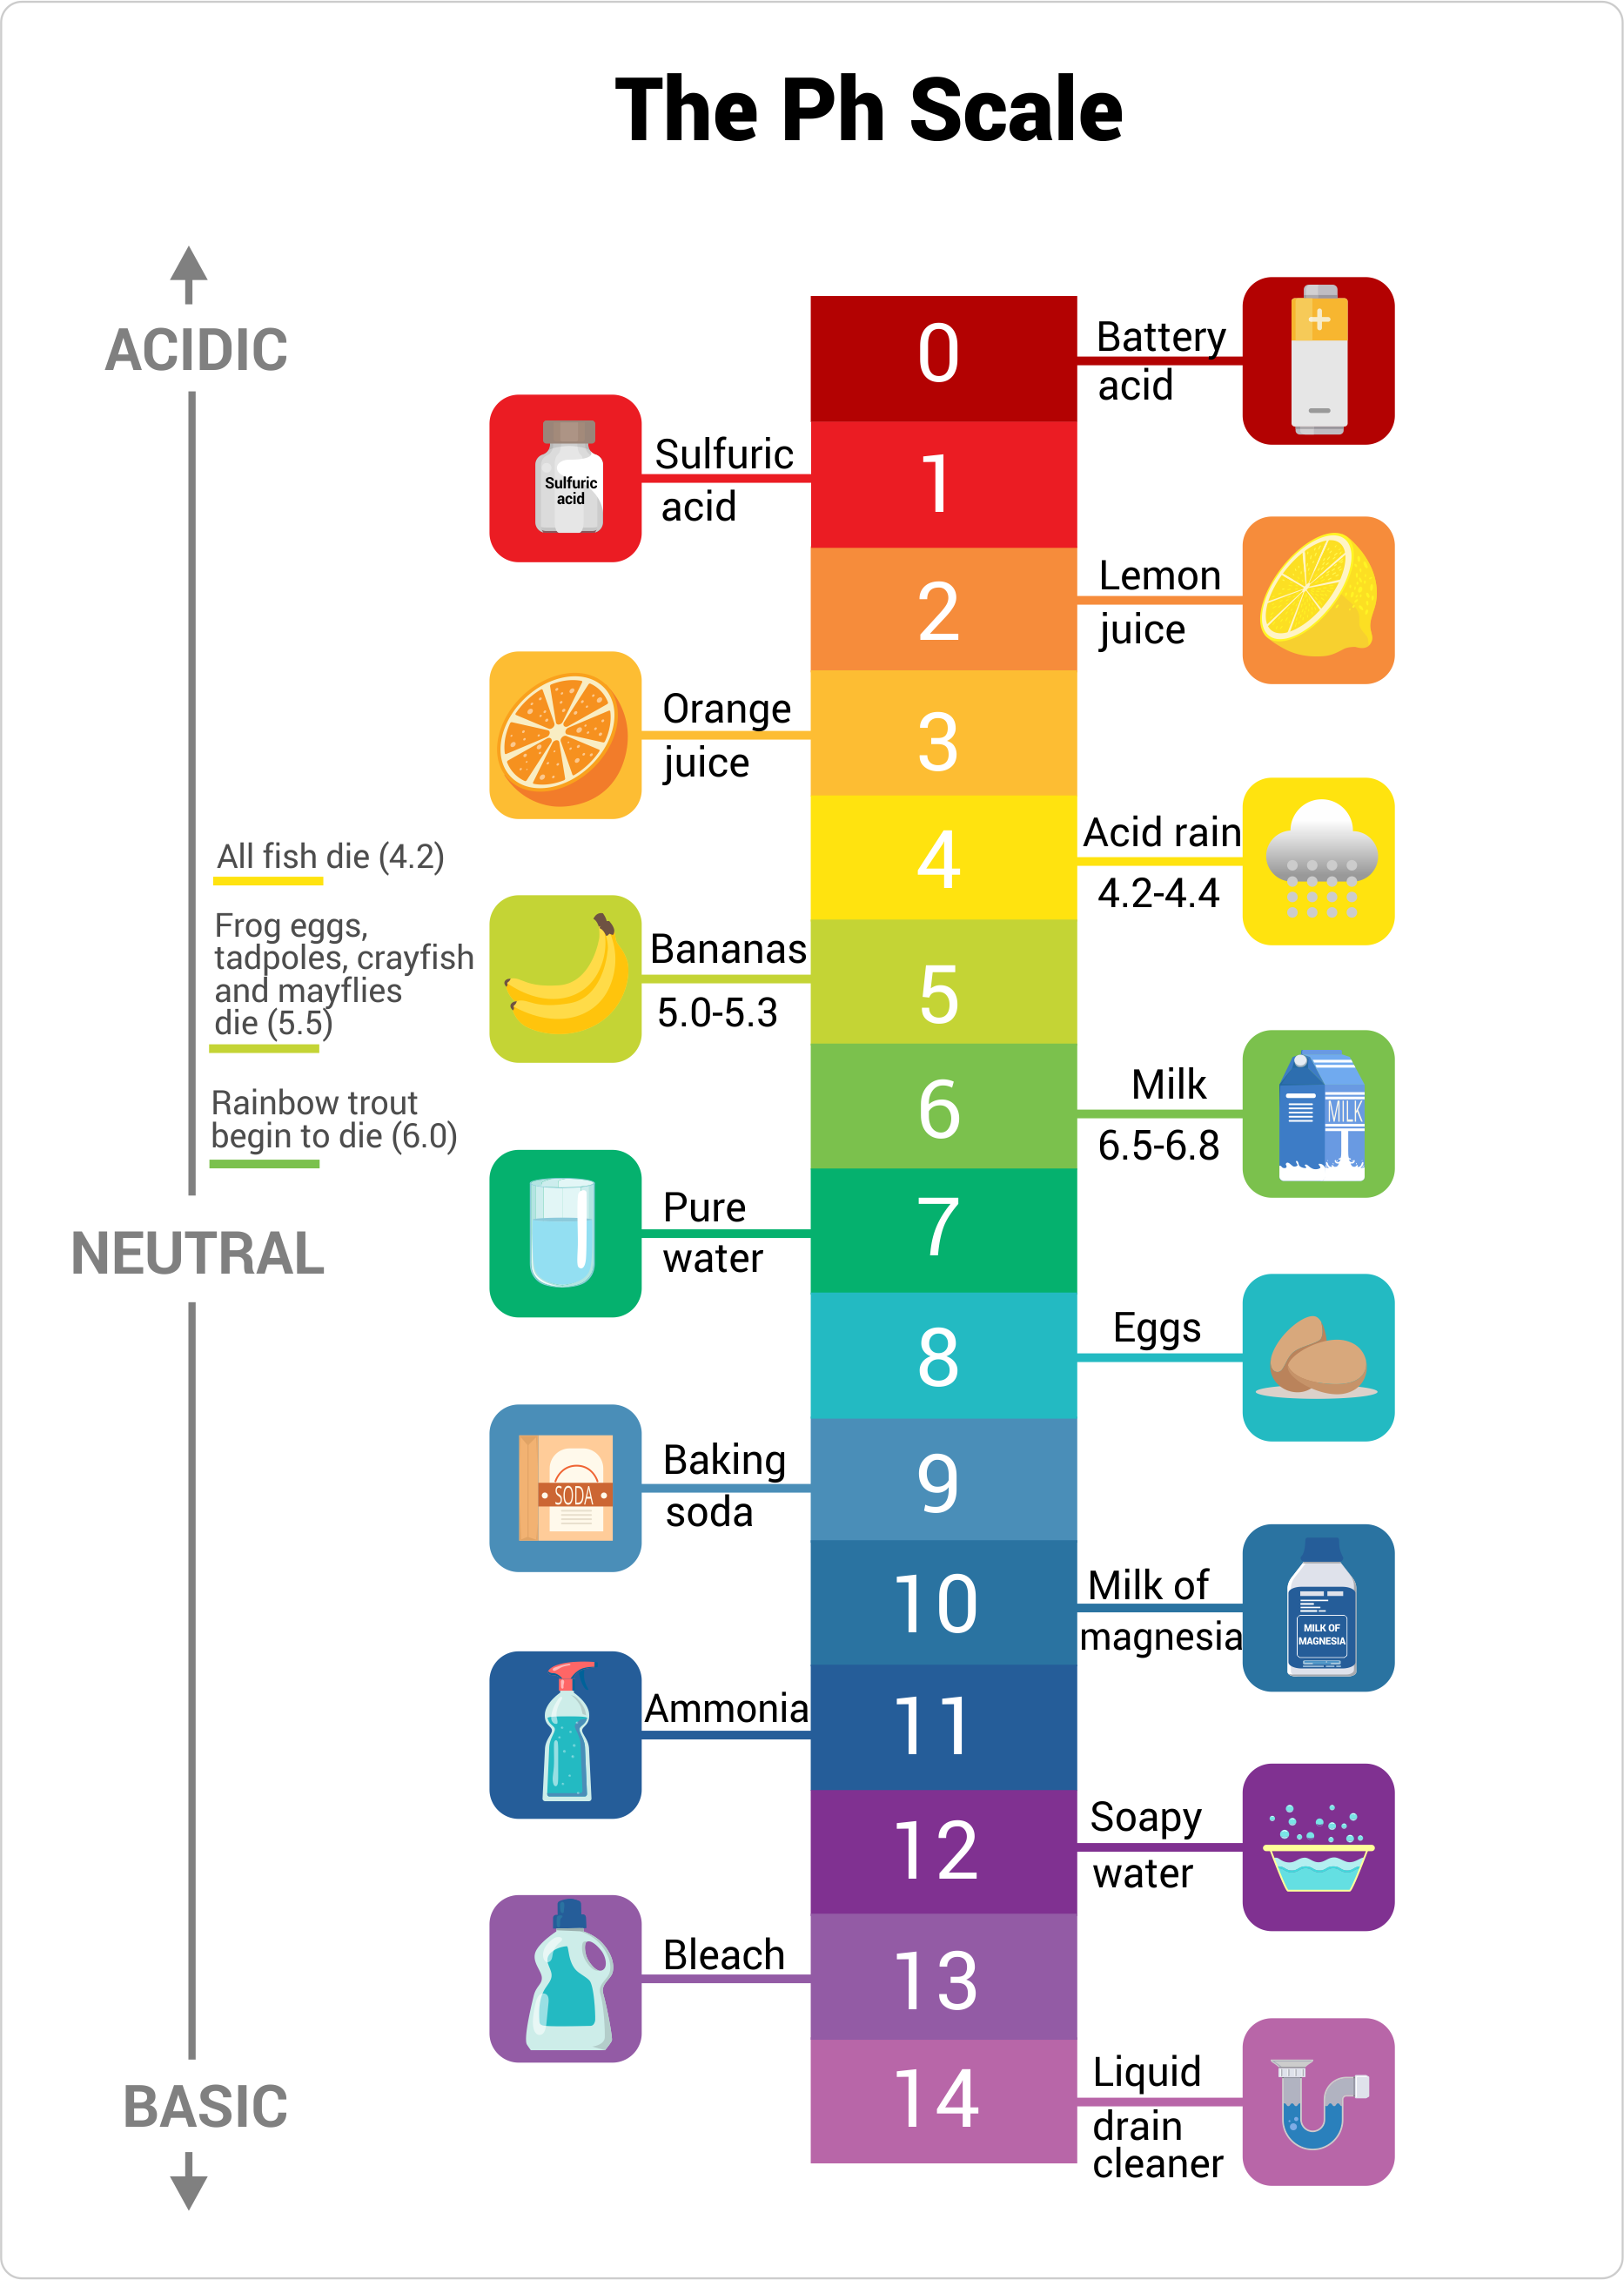 The Ph Scale
ACIDIC
0
Battery
acid
Sulfuric
acid
Sulfuric
acid
1
2
Lemon
juice
Orange
juice
3
All fish die (4.2)
4
Acid rain
4.2-4.4
Frog eggs,
tadpoles, crayfish
and mayflies
die (5.5)
Bananas
5.0-5.3
5
Rainbow trout
begin to die (6.0)
6
Milk
6.5-6.8
MILK
NEUTRAL
Pure
water
7
8
Eggs
SODA
Baking
soda
9
10
Milk of
magnesia
MILK OF
MAGNESIA
Ammonia
11
12
Soapy
water
Bleach
13
BASIC
14
Liquid
drain
cleaner